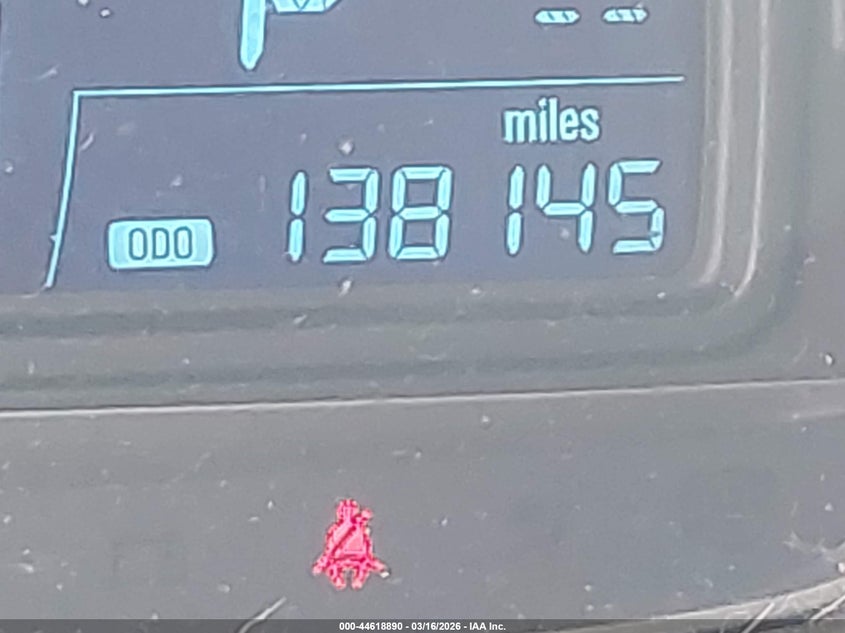 P --
miles
ODO 138145
000-44618890 - 03/16/2026 - IAA Inc.